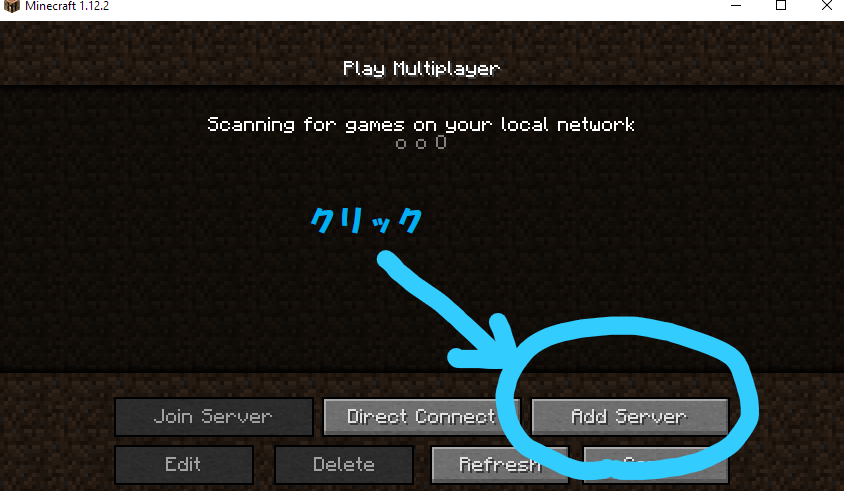 Minecraft 1.12.2
Play Multiplayer
Scanning for games on your local network
o o O
クリック
Join Server Direct Connect Add Server
Edit Delete Refresh